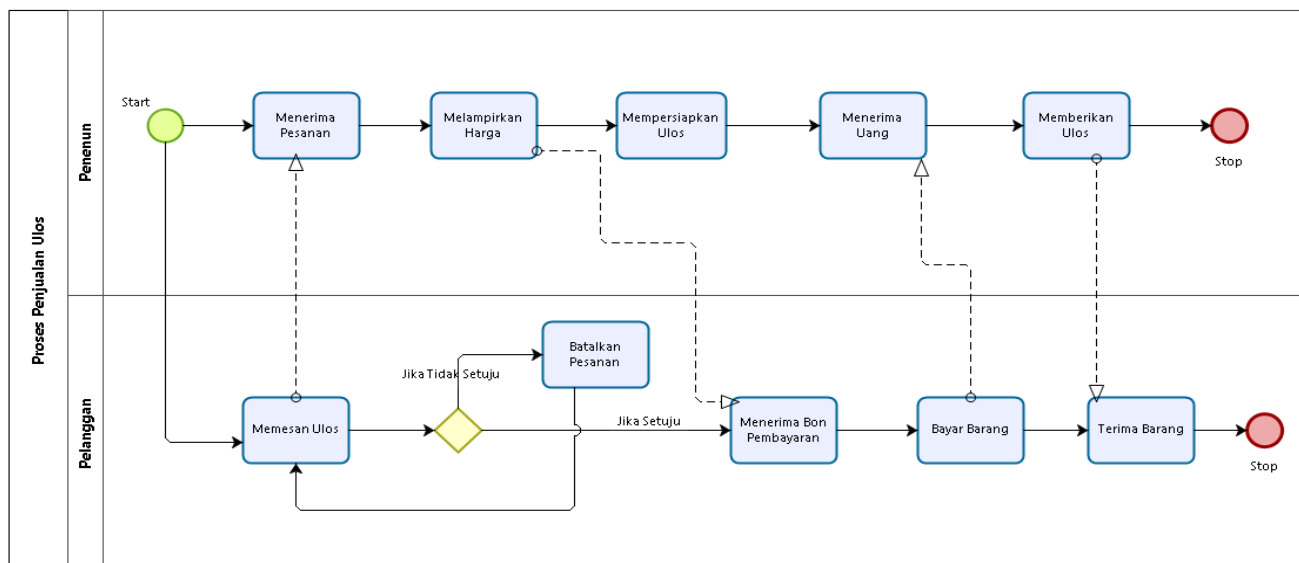 Proses Penjualan Ulos
Penenun
Start
Menerima
Pesanan
Melampirkan
Harga
Mempersiapkan
Ulos
Menerima
Uang
Memberikan
Ulos
Stop
Pelanggan
Memesan Ulos
Jika Tidak Setuju
Batalkan
Pesanan
Jika Setuju
Menerima Bon
Pembayaran
Bayar Barang
Terima Barang
Stop